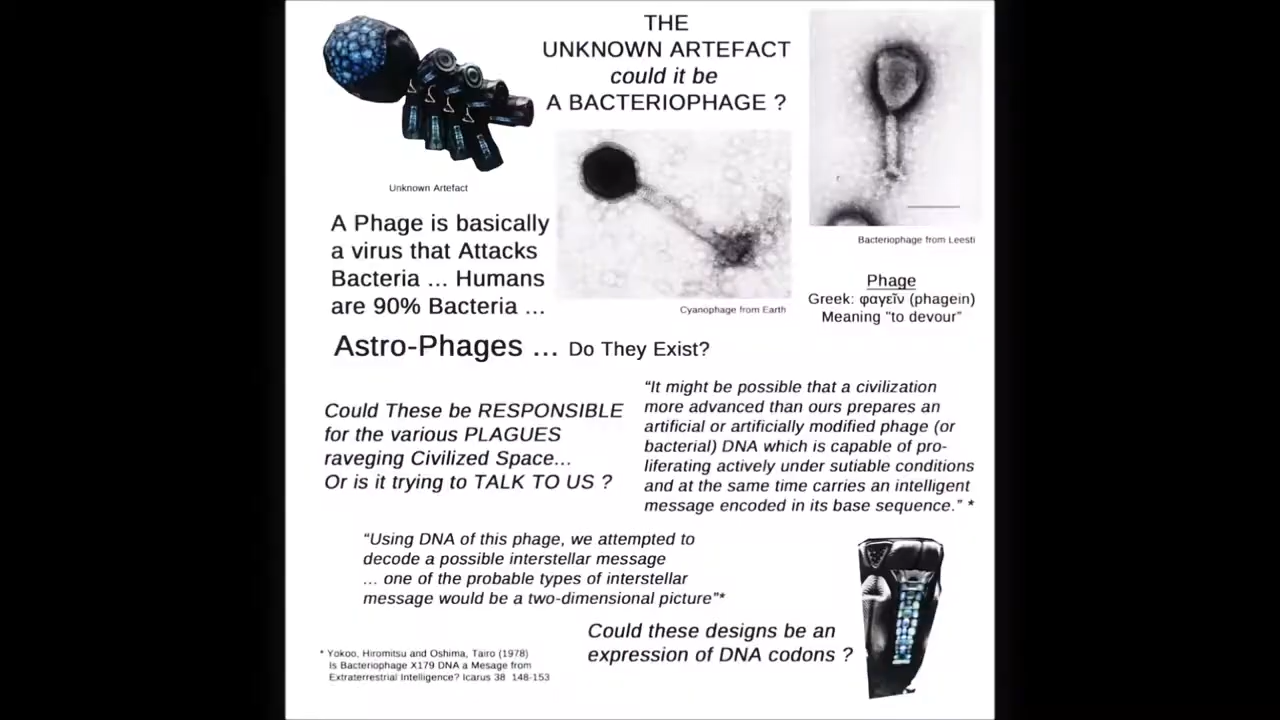 THE
UNKNOWN ARTEFACT
could it be
A BACTERIOPHAGE ?
Unknown Artefact
Bacteriophage from Leesti
A Phage is basically
a virus that Attacks
Bacteria ... Humans
are 90% Bacteria ...
Cyanophage from Earth
Phage
Greek: φαγεῖν (phagein)
Meaning "to devour"
Astro-Phages ... Do They Exist?
Could These be RESPONSIBLE
for the various PLAGUES
raveging Civilized Space...
Or is it trying to TALK TO US ?
“It might be possible that a civilization
more advanced than ours prepares an
artificial or artificially modified phage (or
bacterial) DNA which is capable of pro-
liferating actively under sutiable conditions
and at the same time carries an intelligent
message encoded in its base sequence.” *
“Using DNA of this phage, we attempted to
decode a possible interstellar message
... one of the probable types of interstellar
message would be a two-dimensional picture”*
Could these designs be an
expression of DNA codons ?
* Yokoo, Hiromitsu and Oshima, Tairo (1978)
Is Bacteriophage X179 DNA a Mesage from
Extraterrestrial Intelligence? Icarus 38 148-153